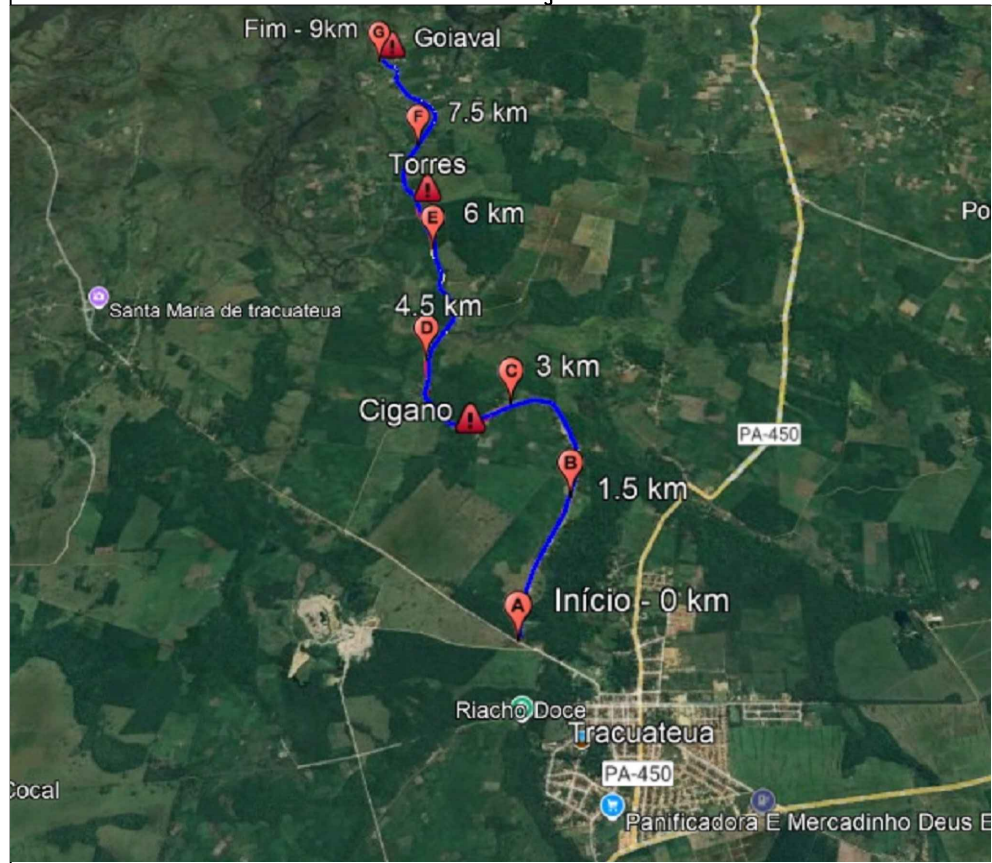 Fim - 9km
G
Goiaval
F
7.5 km
Torres
E
6 km
Po
Santa Maria de tracuateua
4.5 km
D
C
3 km
Cigano
PA-450
B
1.5 km
A
Início - 0 km
Riacho Doce
Tracuateua
PA-450
Cocal
Panificadora E Mercadinho Deus E